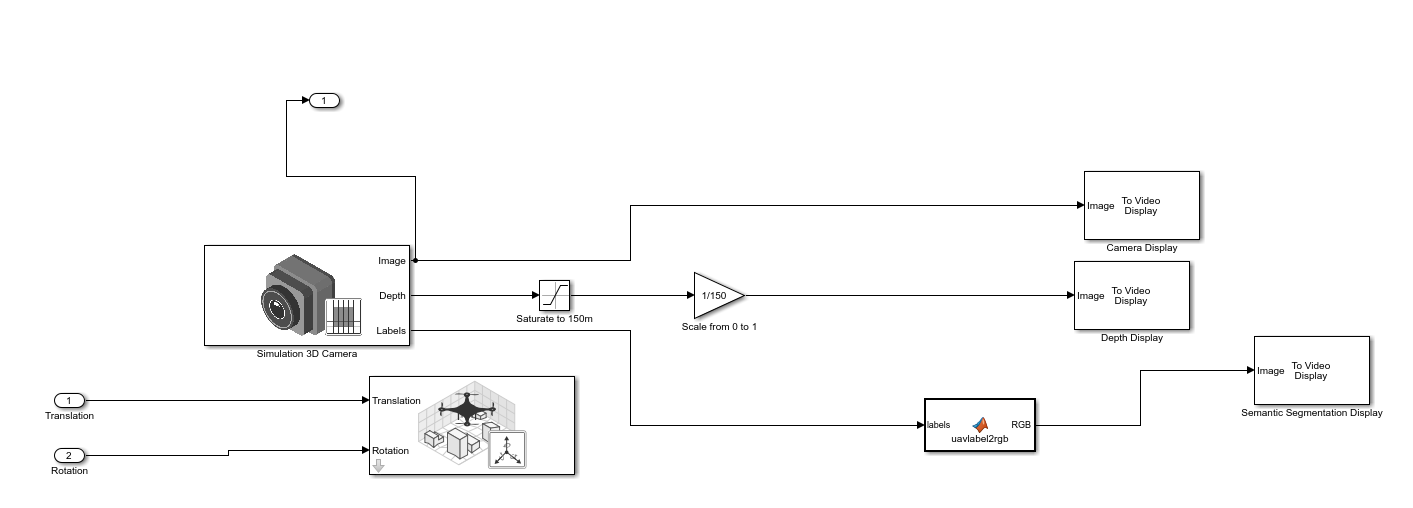 1
Image
To Video
Display
Camera Display
Image
Depth
Labels
Simulation 3D Camera
Saturate to 150m
1/150
Scale from 0 to 1
Image
To Video
Display
Depth Display
Image
To Video
Display
Semantic Segmentation Display
1
Translation
2
Rotation
Translation
Rotation
labels
RGB
uavlabel2rgb